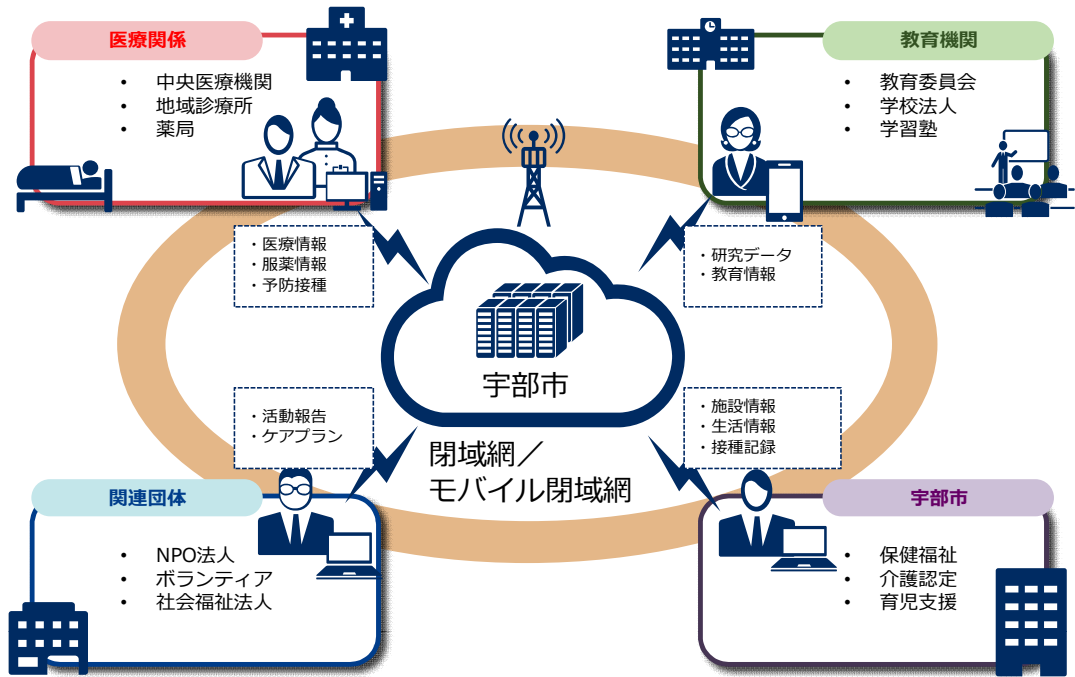 医療関係
• 中央医療機関
• 地域診療所
• 薬局
教育機関
• 教育委員会
• 学校法人
• 学習塾
・医療情報
・服薬情報
・予防接種
・研究データ
・教育情報
宇部市
・活動報告
・ケアプラン
・施設情報
・生活情報
・接種記録
閉域網／
モバイル閉域網
関連団体
• NPO法人
• ボランティア
• 社会福祉法人
宇部市
• 保健福祉
• 介護認定
• 育児支援